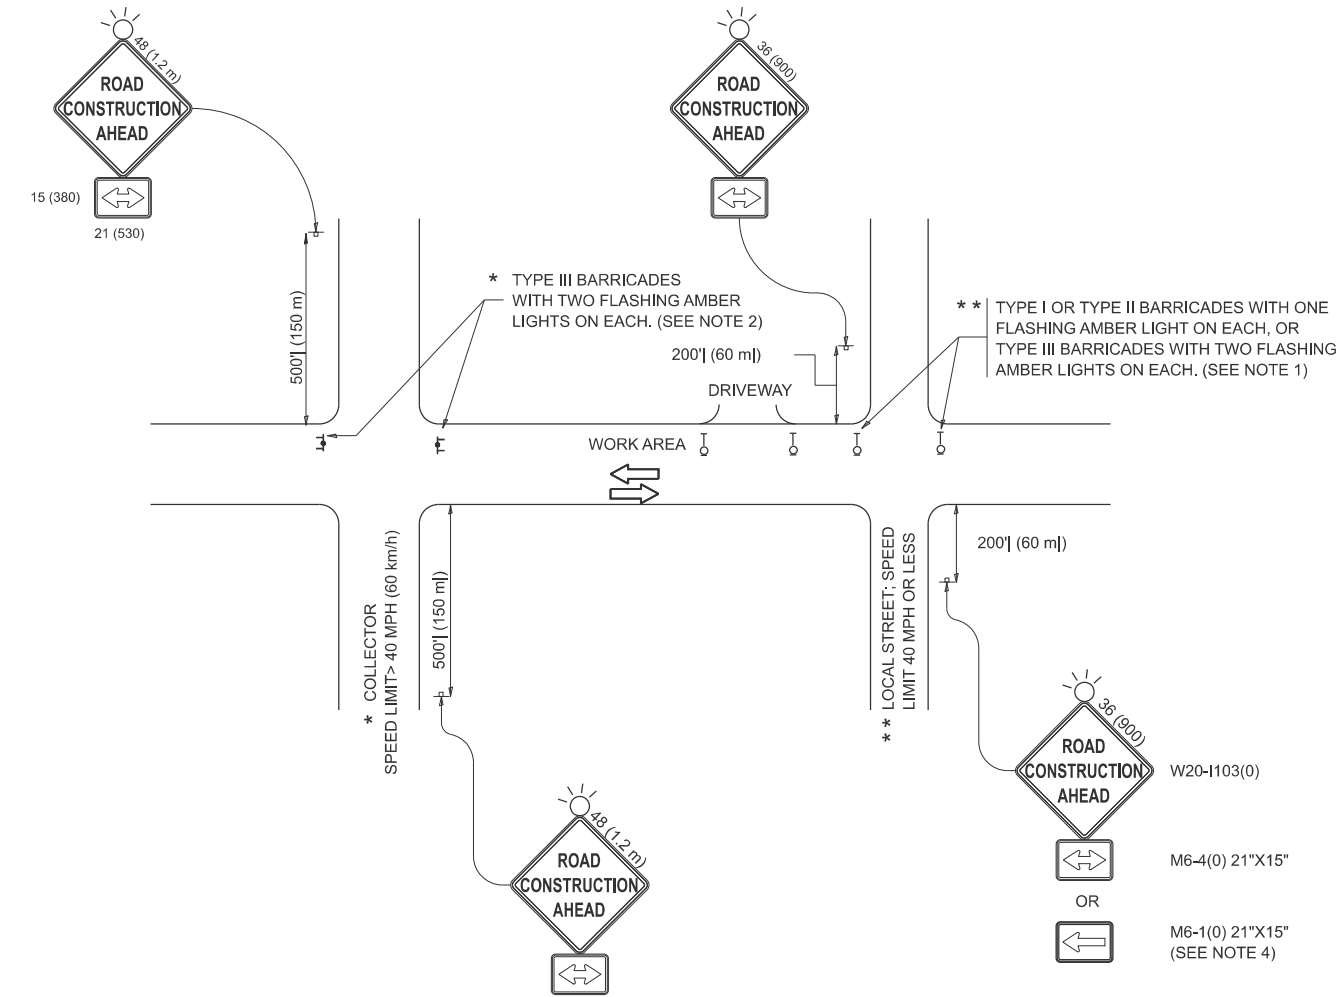 48 (1.2 m)
ROAD
CONSTRUCTION
AHEAD
15 (380)
21 (530)
36 (900)
ROAD
CONSTRUCTION
AHEAD
500'| (150 m)
* TYPE III BARRICADES
WITH TWO FLASHING AMBER
LIGHTS ON EACH. (SEE NOTE 2)
200'| (60 m|)
DRIVEWAY
* * TYPE I OR TYPE II BARRICADES WITH ONE
FLASHING AMBER LIGHT ON EACH, OR
TYPE III BARRICADES WITH TWO FLASHING
AMBER LIGHTS ON EACH. (SEE NOTE 1)
WORK AREA
* COLLECTOR
SPEED LIMIT> 40 MPH (60 km/h)
500'| (150 m|)
* * LOCAL STREET; SPEED
LIMIT 40 MPH OR LESS
200'| (60 m|)
48 (1.2 m)
ROAD
CONSTRUCTION
AHEAD
36 (900)
ROAD
CONSTRUCTION
AHEAD
W20-I103(0)
M6-4(0) 21"X15"
OR
M6-1(0) 21"X15"
(SEE NOTE 4)